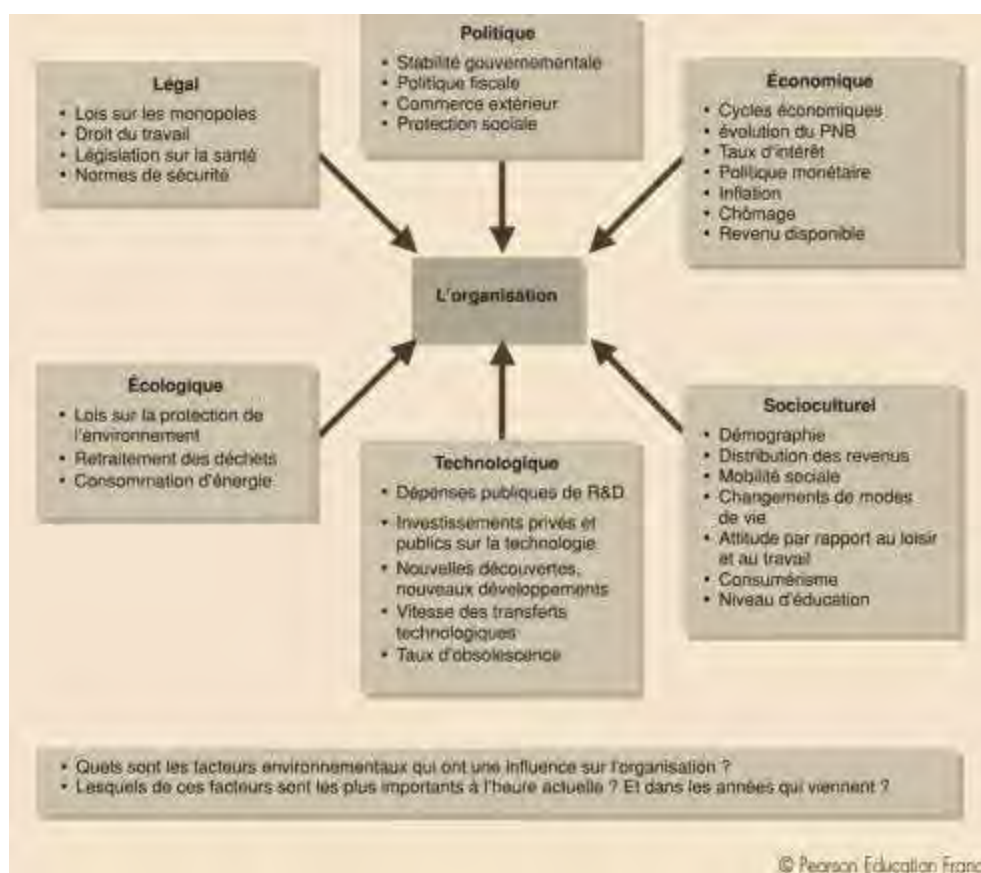 Politique
• Stabilité gouvernementale
• Politique fiscale
• Commerce extérieur
• Protection sociale
Légal
• Lois sur les monopoles
• Droit du travail
• Législation sur la santé
• Normes de sécurité
Économique
• Cycles économiques
• évolution du PNB
• Taux d'intérêt
• Politique monétaire
• Inflation
• Chômage
• Revenu disponible
L'organisation
Écologique
• Lois sur la protection de
l'environnement
• Retraitement des déchets
• Consommation d'énergie
Technologique
• Dépenses publiques de R&D
• Investissements privés et
publics sur la technologie
• Nouvelles découvertes,
nouveaux développements
• Vitesse des transferts
technologiques
• Taux d'obsolescence
Socioculturel
• Démographie
• Distribution des revenus
• Mobilité sociale
• Changements de modes
de vie
• Attitude par rapport au loisir
et au travail
• Consumérisme
• Niveau d'éducation
• Quels sont les facteurs environnementaux qui ont une influence sur l'organisation ?
• Lesquels de ces facteurs sont les plus importants à l'heure actuelle ? Et dans les années qui viennent ?
© Pearson Education Franc